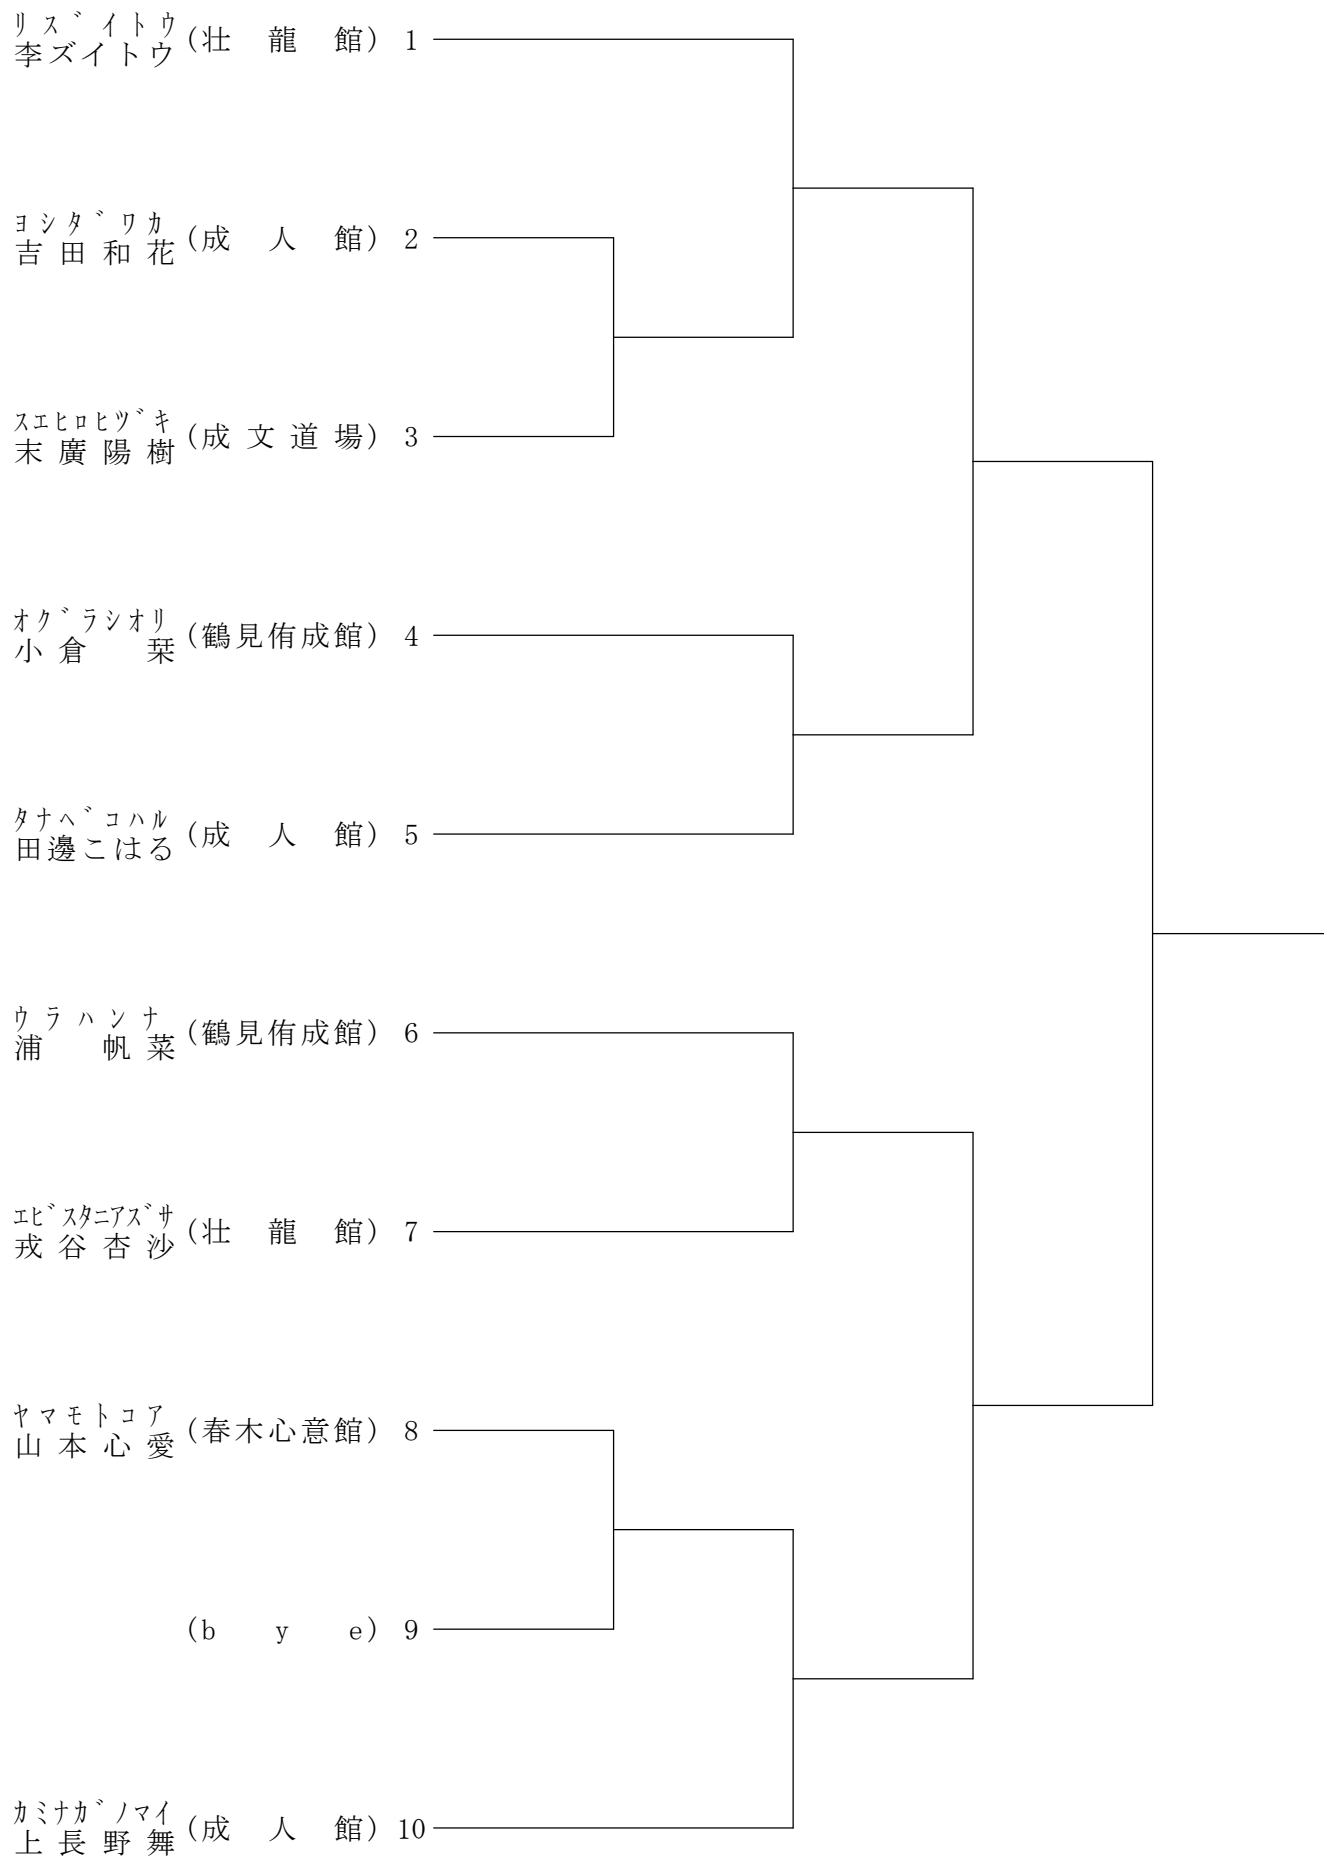 リズイトウ
李ズイトウ (壮龍館) 1
ヨシダワカ
吉田和花 (成人館) 2
スエヒロヒヅキ
末廣陽樹 (成文道場) 3
オグラシオリ
小倉栞 (鶴見侑成館) 4
タナベコハル
田邊こはる (成人館) 5
ウラハンナ
浦帆菜 (鶴見侑成館) 6
エビスタニアズサ
戎谷杏沙 (壮龍館) 7
ヤマモトコア
山本心愛 (春木心意館) 8
(bye) 9
カミナガノマイ
上長野舞 (成人館) 10